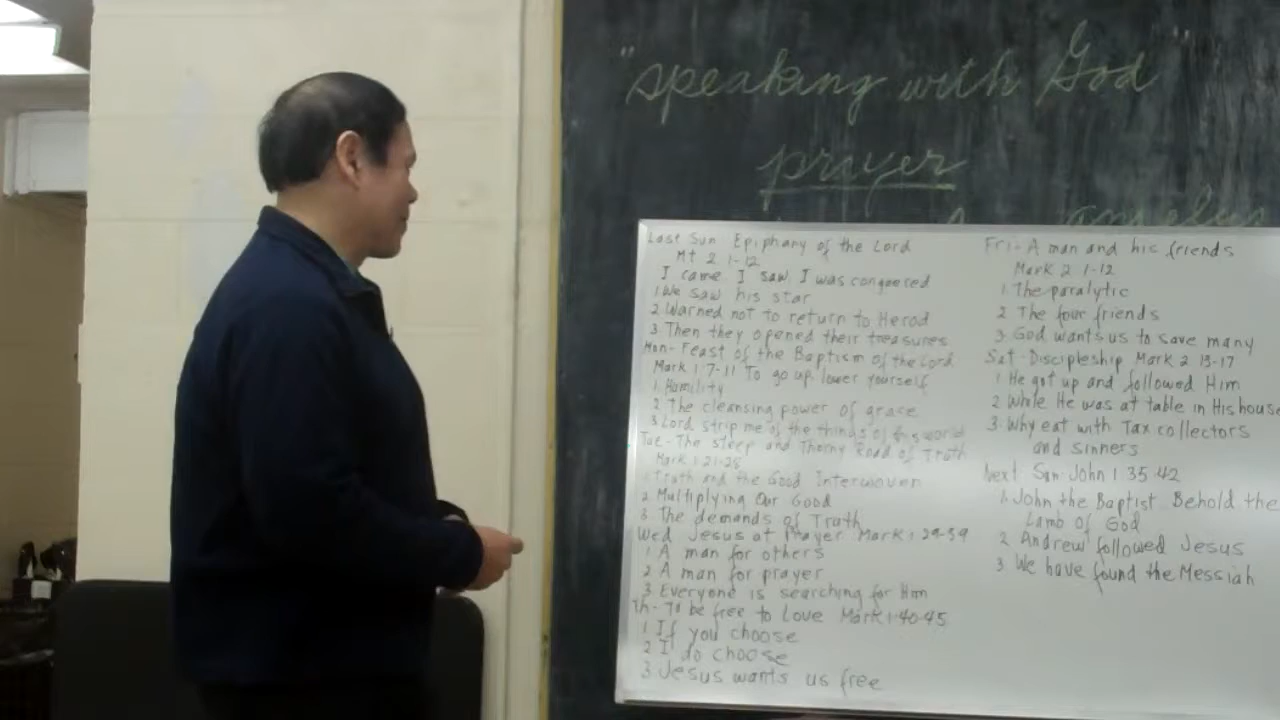 "speaking with God"
prayer
angelus
Last Sun Epiphany of the Lord
Mt 2 1-12
I came. I saw. I was conquered
1. We saw his star
2. Warned not to return to Herod
3. Then they opened their treasures
Mon- Feast of the Baptism of the Lord
Mark 1 7-11 To go up, lower yourself
1. Humility
2. The cleansing power of grace
3. Lord strip me of the things of this world
Tue- The steep and Thorny Road of Truth
Mark 1:21-28
1. Truth and the Good Interwoven
2. Multiplying Our Good
3. The demands of Truth
Wed Jesus at Prayer Mark 1:29-39
1 A man for others
2 A man for prayer
3. Everyone is searching for Him
Th- To be free to Love Mark 1:40-45
1 If you choose
2 I do choose
3. Jesus wants us free
Fri- A man and his friends
Mark 2 1-12
1. The paralytic
2 The four friends
3. God wants us to save many
Sat- Discipleship Mark 2 13-17
1 He got up and followed Him
2. While He was at table in His house
3. Why eat with Tax collectors
and sinners
Next Sun: John 1:35-42
1. John the Baptist. Behold the
Lamb of God
2 Andrew followed Jesus
3 We have found the Messiah